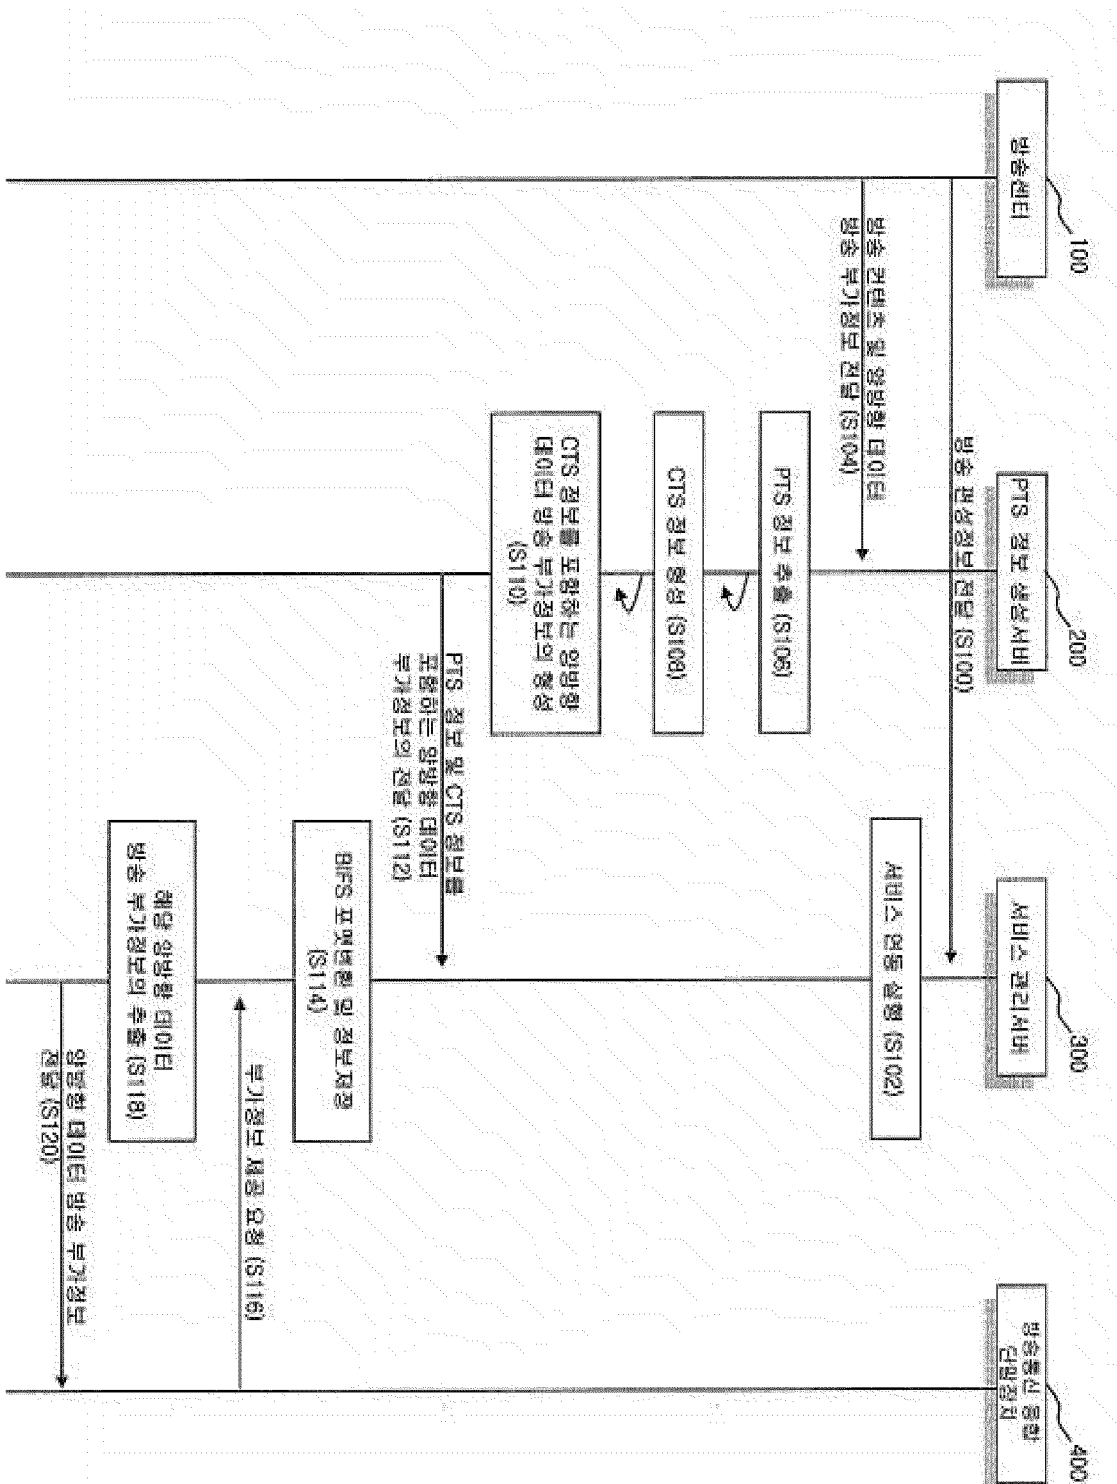 방송센터
100
PTS 정보 생성서버
200
서비스 관리서버
300
방송통신 융합
단말장치
400
방송 편성정보 전달 (S100)
서비스 연동 실행 (S102)
방송 컨텐츠 및 양방향 데이터
방송 부가정보 전달 (S104)
PTS 정보 추출 (S106)
CTS 정보 형성 (S108)
CTS 정보를 포함하는 양방향
데이터 방송 부가정보의 형성
(S110)
PTS 정보 및 CTS 정보를
포함하는 양방향 데이터
부가정보의 전달 (S112)
BIFS 포맷변환 및 정보저장
(S114)
부가정보 제공 요청 (S116)
해당 양방향 데이터
방송 부가정보의 추출 (S118)
양방향 데이터 방송 부가정보
전달 (S120)